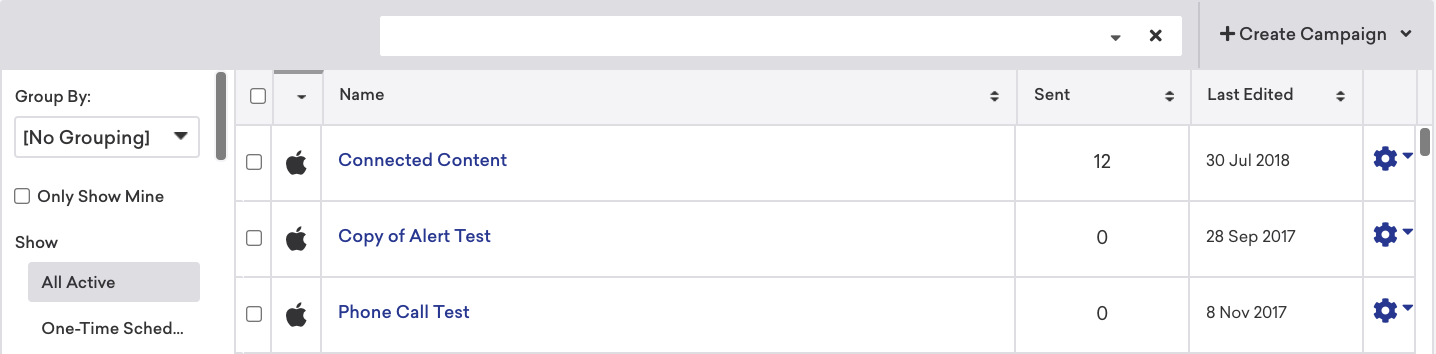 Create Campaign
Group By:
[No Grouping]
Only Show Mine
Show
All Active
One-Time Sched...
Name Sent Last Edited
Connected Content 12 30 Jul 2018
Copy of Alert Test 0 28 Sep 2017
Phone Call Test 0 8 Nov 2017